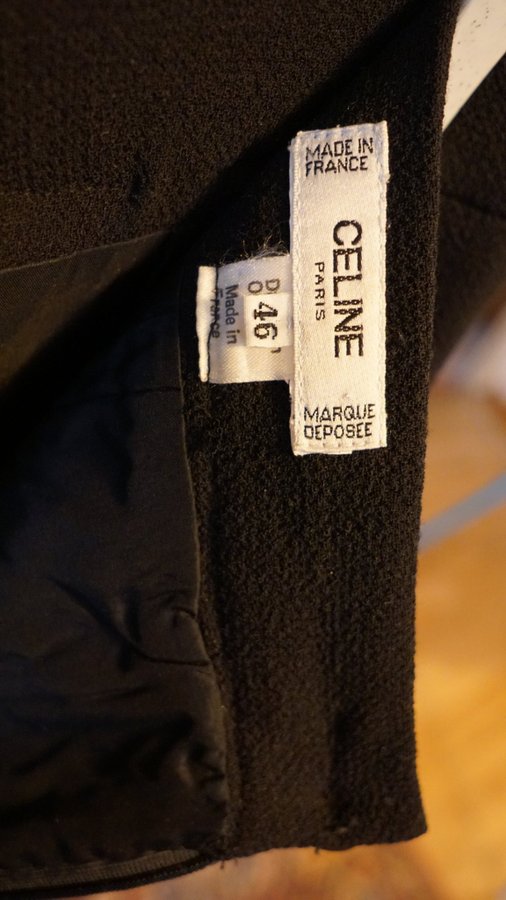 MADE IN
FRANCE
CELINE
PARIS
MARQUE
DEPOSEE
46
Made in
France